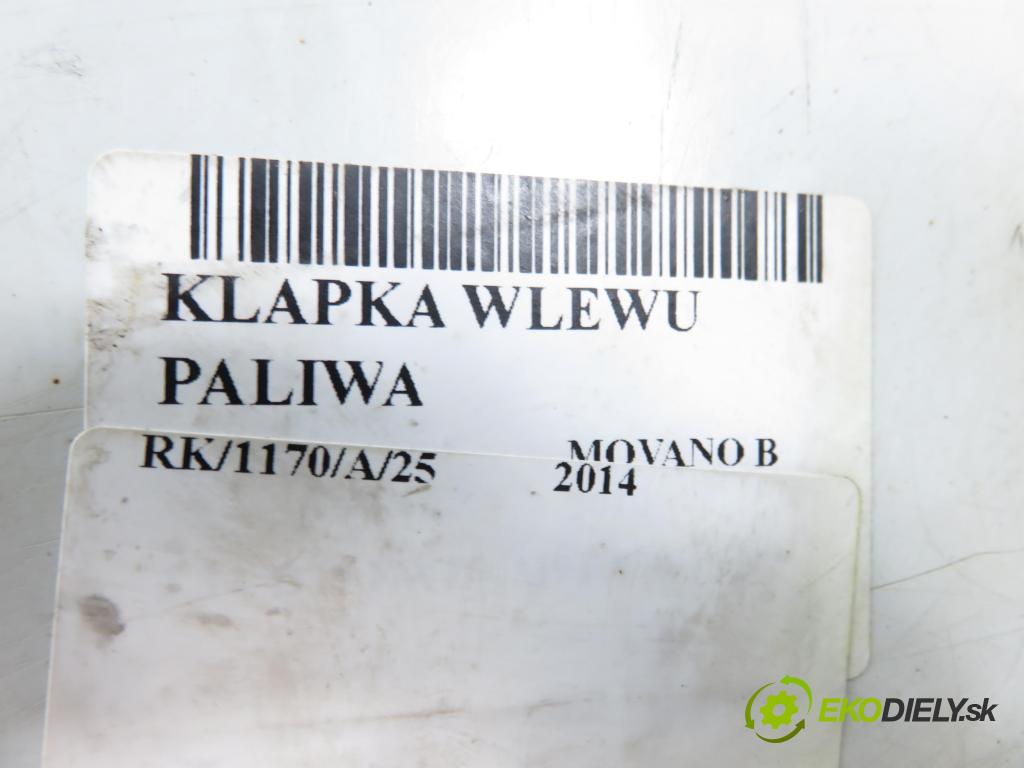 KLAPKA WLEWU
PALIWA
RK/1170/A/25 MOVANO B
2014
EKODIELY.sk